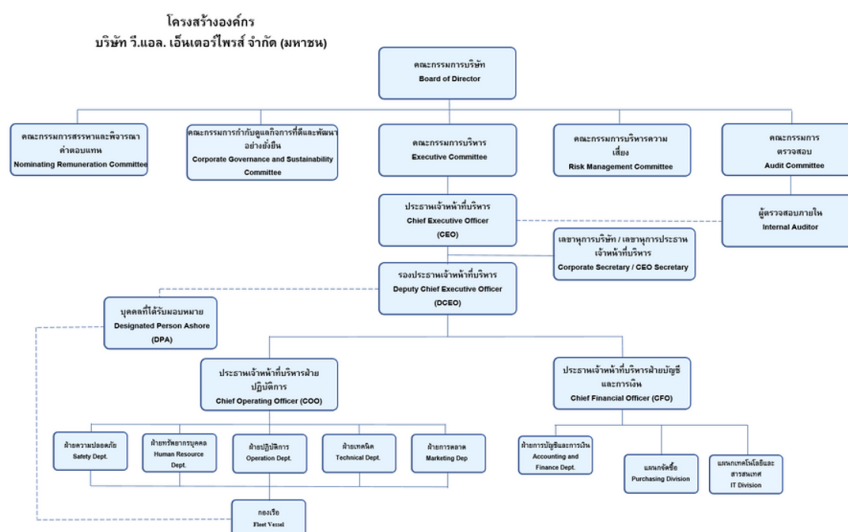 โครงสร้างองค์กร
บริษัท วี.แอล. เอ็นเตอร์ไพรส์ จำกัด (มหาชน)
คณะกรรมการบริษัท
Board of Director
คณะกรรมการสรรหาและพิจารณา
ค่าตอบแทน
Nominating Remuneration Committee
คณะกรรมการกำกับดูแลกิจการที่ดีและพัฒนา
อย่างยั่งยืน
Corporate Governance and Sustainability
Committee
คณะกรรมการบริหาร
Executive Committee
คณะกรรมการบริหารความ
เสี่ยง
Risk Management Committee
คณะกรรมการ
ตรวจสอบ
Audit Committee
ประธานเจ้าหน้าที่บริหาร
Chief Executive Officer
(CEO)
ผู้ตรวจสอบภายใน
Internal Auditor
เลขานุการบริษัท / เลขานุการประธาน
เจ้าหน้าที่บริหาร
Corporate Secretary / CEO Secretary
รองประธานเจ้าหน้าที่บริหาร
Deputy Chief Executive Officer
(DCEO)
บุคคลที่ได้รับมอบหมาย
Designated Person Ashore
(DPA)
ประธานเจ้าหน้าที่บริหารฝ่าย
ปฏิบัติการ
Chief Operating Officer (COO)
ประธานเจ้าหน้าที่บริหารฝ่ายบัญชี
และการเงิน
Chief Financial Officer (CFO)
ฝ่ายความปลอดภัย
Safety Dept.
ฝ่ายทรัพยากรบุคคล
Human Resource
Dept.
ฝ่ายปฏิบัติการ
Operation Dept.
ฝ่ายเทคนิค
Technical Dept.
ฝ่ายการตลาด
Marketing Dep
ฝ่ายการบัญชีและการเงิน
Accounting and
Finance Dept.
แผนกจัดซื้อ
Purchasing Division
แผนกเทคโนโลยีและ
สารสนเทศ
IT Division
กองเรือ
Fleet Vessel